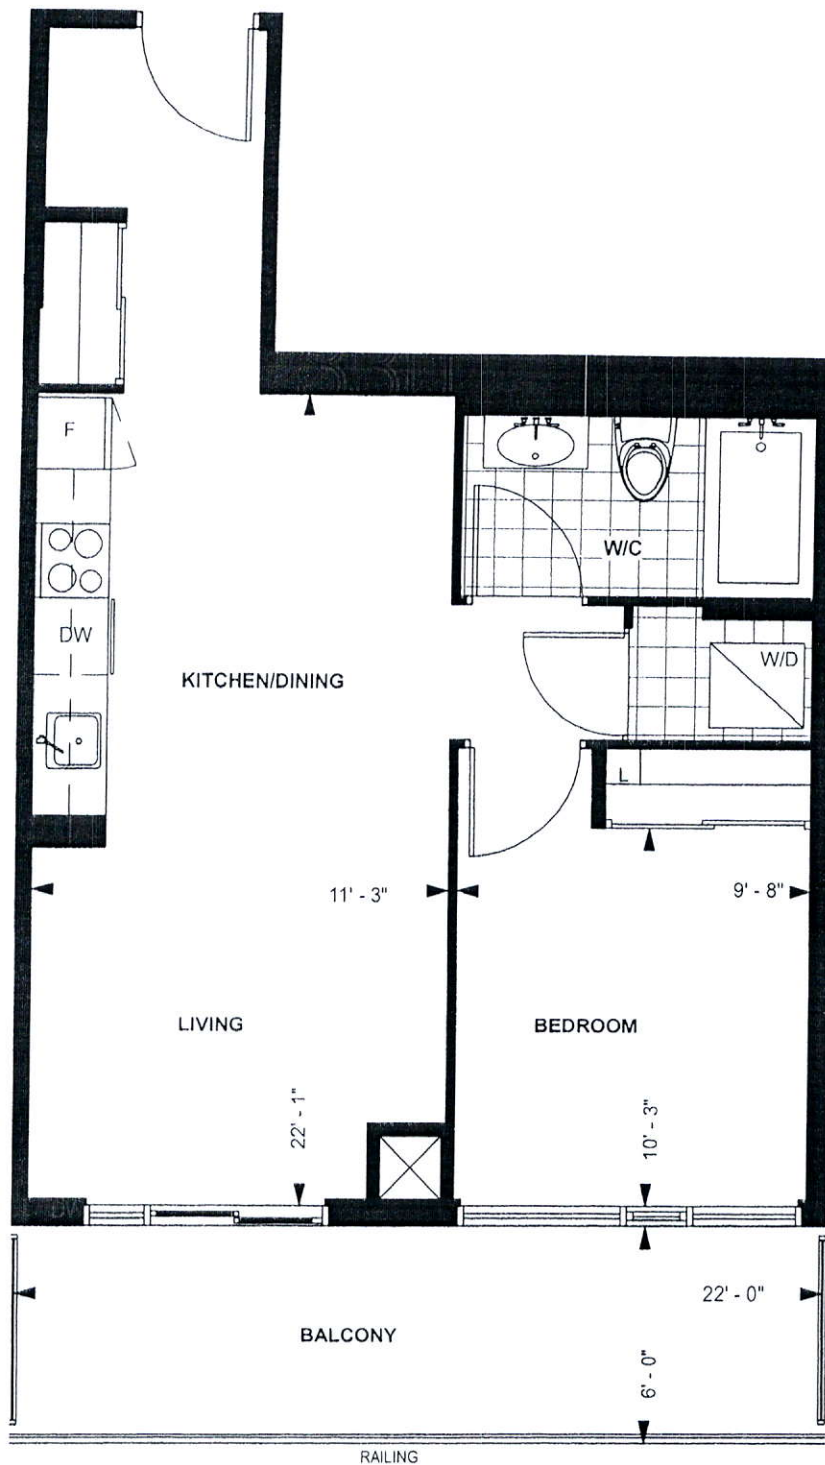 F
W/C
DW
W/D
KITCHEN/DINING
L
11' - 3"
9' - 8"
LIVING
BEDROOM
22' - 1"
10' - 3"
DV
22' - 0"
BALCONY
6' - 0"
RAILING